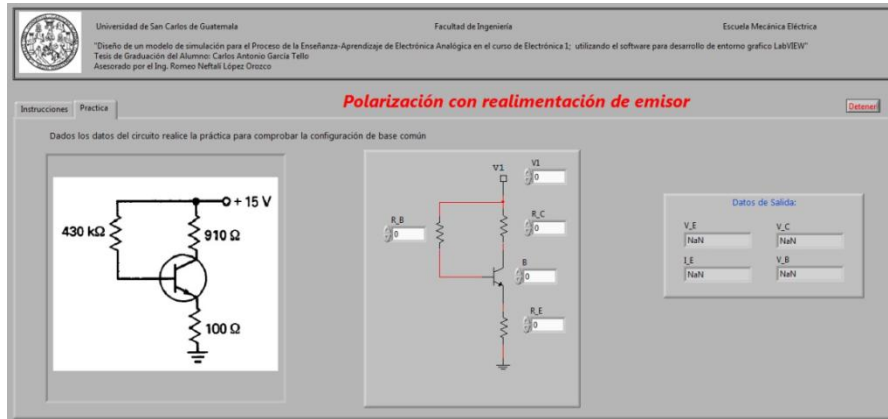 Universidad de San Carlos de Guatemala Facultad de Ingeniería Escuela Mecánica Eléctrica
"Diseño de un modelo de simulación para el Proceso de la Enseñanza-Aprendizaje de Electrónica Analógica en el curso de Electrónica 1; utilizando el software para desarrollo de entorno grafico LabVIEW"
Tesis de Graduación del Alumno: Carlos Antonio García Tello
Asesorado por el Ing. Romeo Neftalí López Orozco
Instrucciones Practica
Polarización con realimentación de emisor
Detener
Dados los datos del circuito realice la práctica para comprobar la configuración de base común
+ 15 V
430 kΩ
910 Ω
100 Ω
V1
V1
0
R_B
0
R_C
0
B
0
R_E
0
Datos de Salida:
V_E V_C
NaN NaN
I_E V_B
NaN NaN